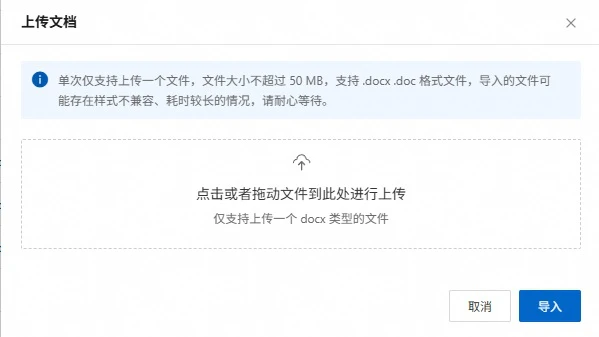 上传文档
单次仅支持上传一个文件，文件大小不超过 50 MB，支持 .docx .doc 格式文件，导入的文件可
能存在样式不兼容、耗时较长的情况，请耐心等待。
点击或者拖动文件到此处进行上传
仅支持上传一个 docx 类型的文件
取消
导入